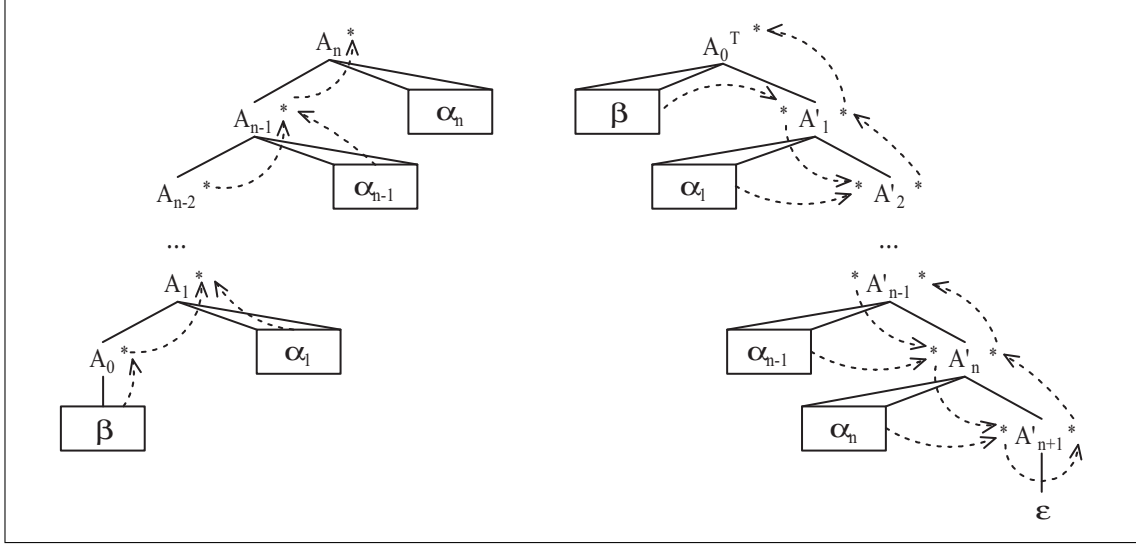 A_n *
α_n
A_{n-1} *
α_{n-1}
A_{n-2} *
...
A_1 *
α_1
A_0 *
β
A_0^T *
β
* A'_1 *
α_1
* A'_2 *
...
* A'_{n-1} *
α_{n-1}
* A'_n *
α_n
* A'_{n+1} *
ε